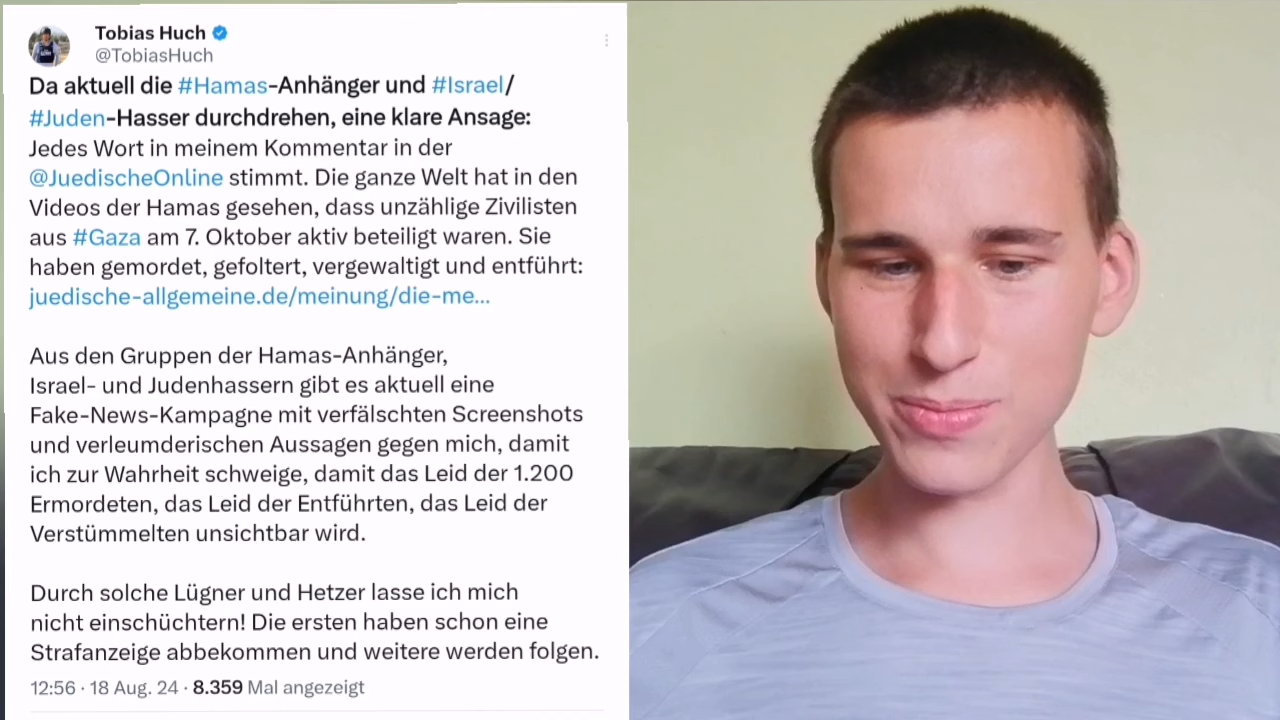 Tobias Huch
@TobiasHuch
Da aktuell die #Hamas-Anhänger und #Israel/
#Juden-Hasser durchdrehen, eine klare Ansage:
Jedes Wort in meinem Kommentar in der
@JuedischeOnline stimmt. Die ganze Welt hat in den
Videos der Hamas gesehen, dass unzählige Zivilisten
aus #Gaza am 7. Oktober aktiv beteiligt waren. Sie
haben gemordet, gefoltert, vergewaltigt und entführt:
juedische-allgemeine.de/meinung/die-me...
Aus den Gruppen der Hamas-Anhänger,
Israel- und Judenhassern gibt es aktuell eine
Fake-News-Kampagne mit verfälschten Screenshots
und verleumderischen Aussagen gegen mich, damit
ich zur Wahrheit schweige, damit das Leid der 1.200
Ermordeten, das Leid der Entführten, das Leid der
Verstümmelten unsichtbar wird.
Durch solche Lügner und Hetzer lasse ich mich
nicht einschüchtern! Die ersten haben schon eine
Strafanzeige abbekommen und weitere werden folgen.
12:56 · 18 Aug. 24 · 8.359 Mal angezeigt